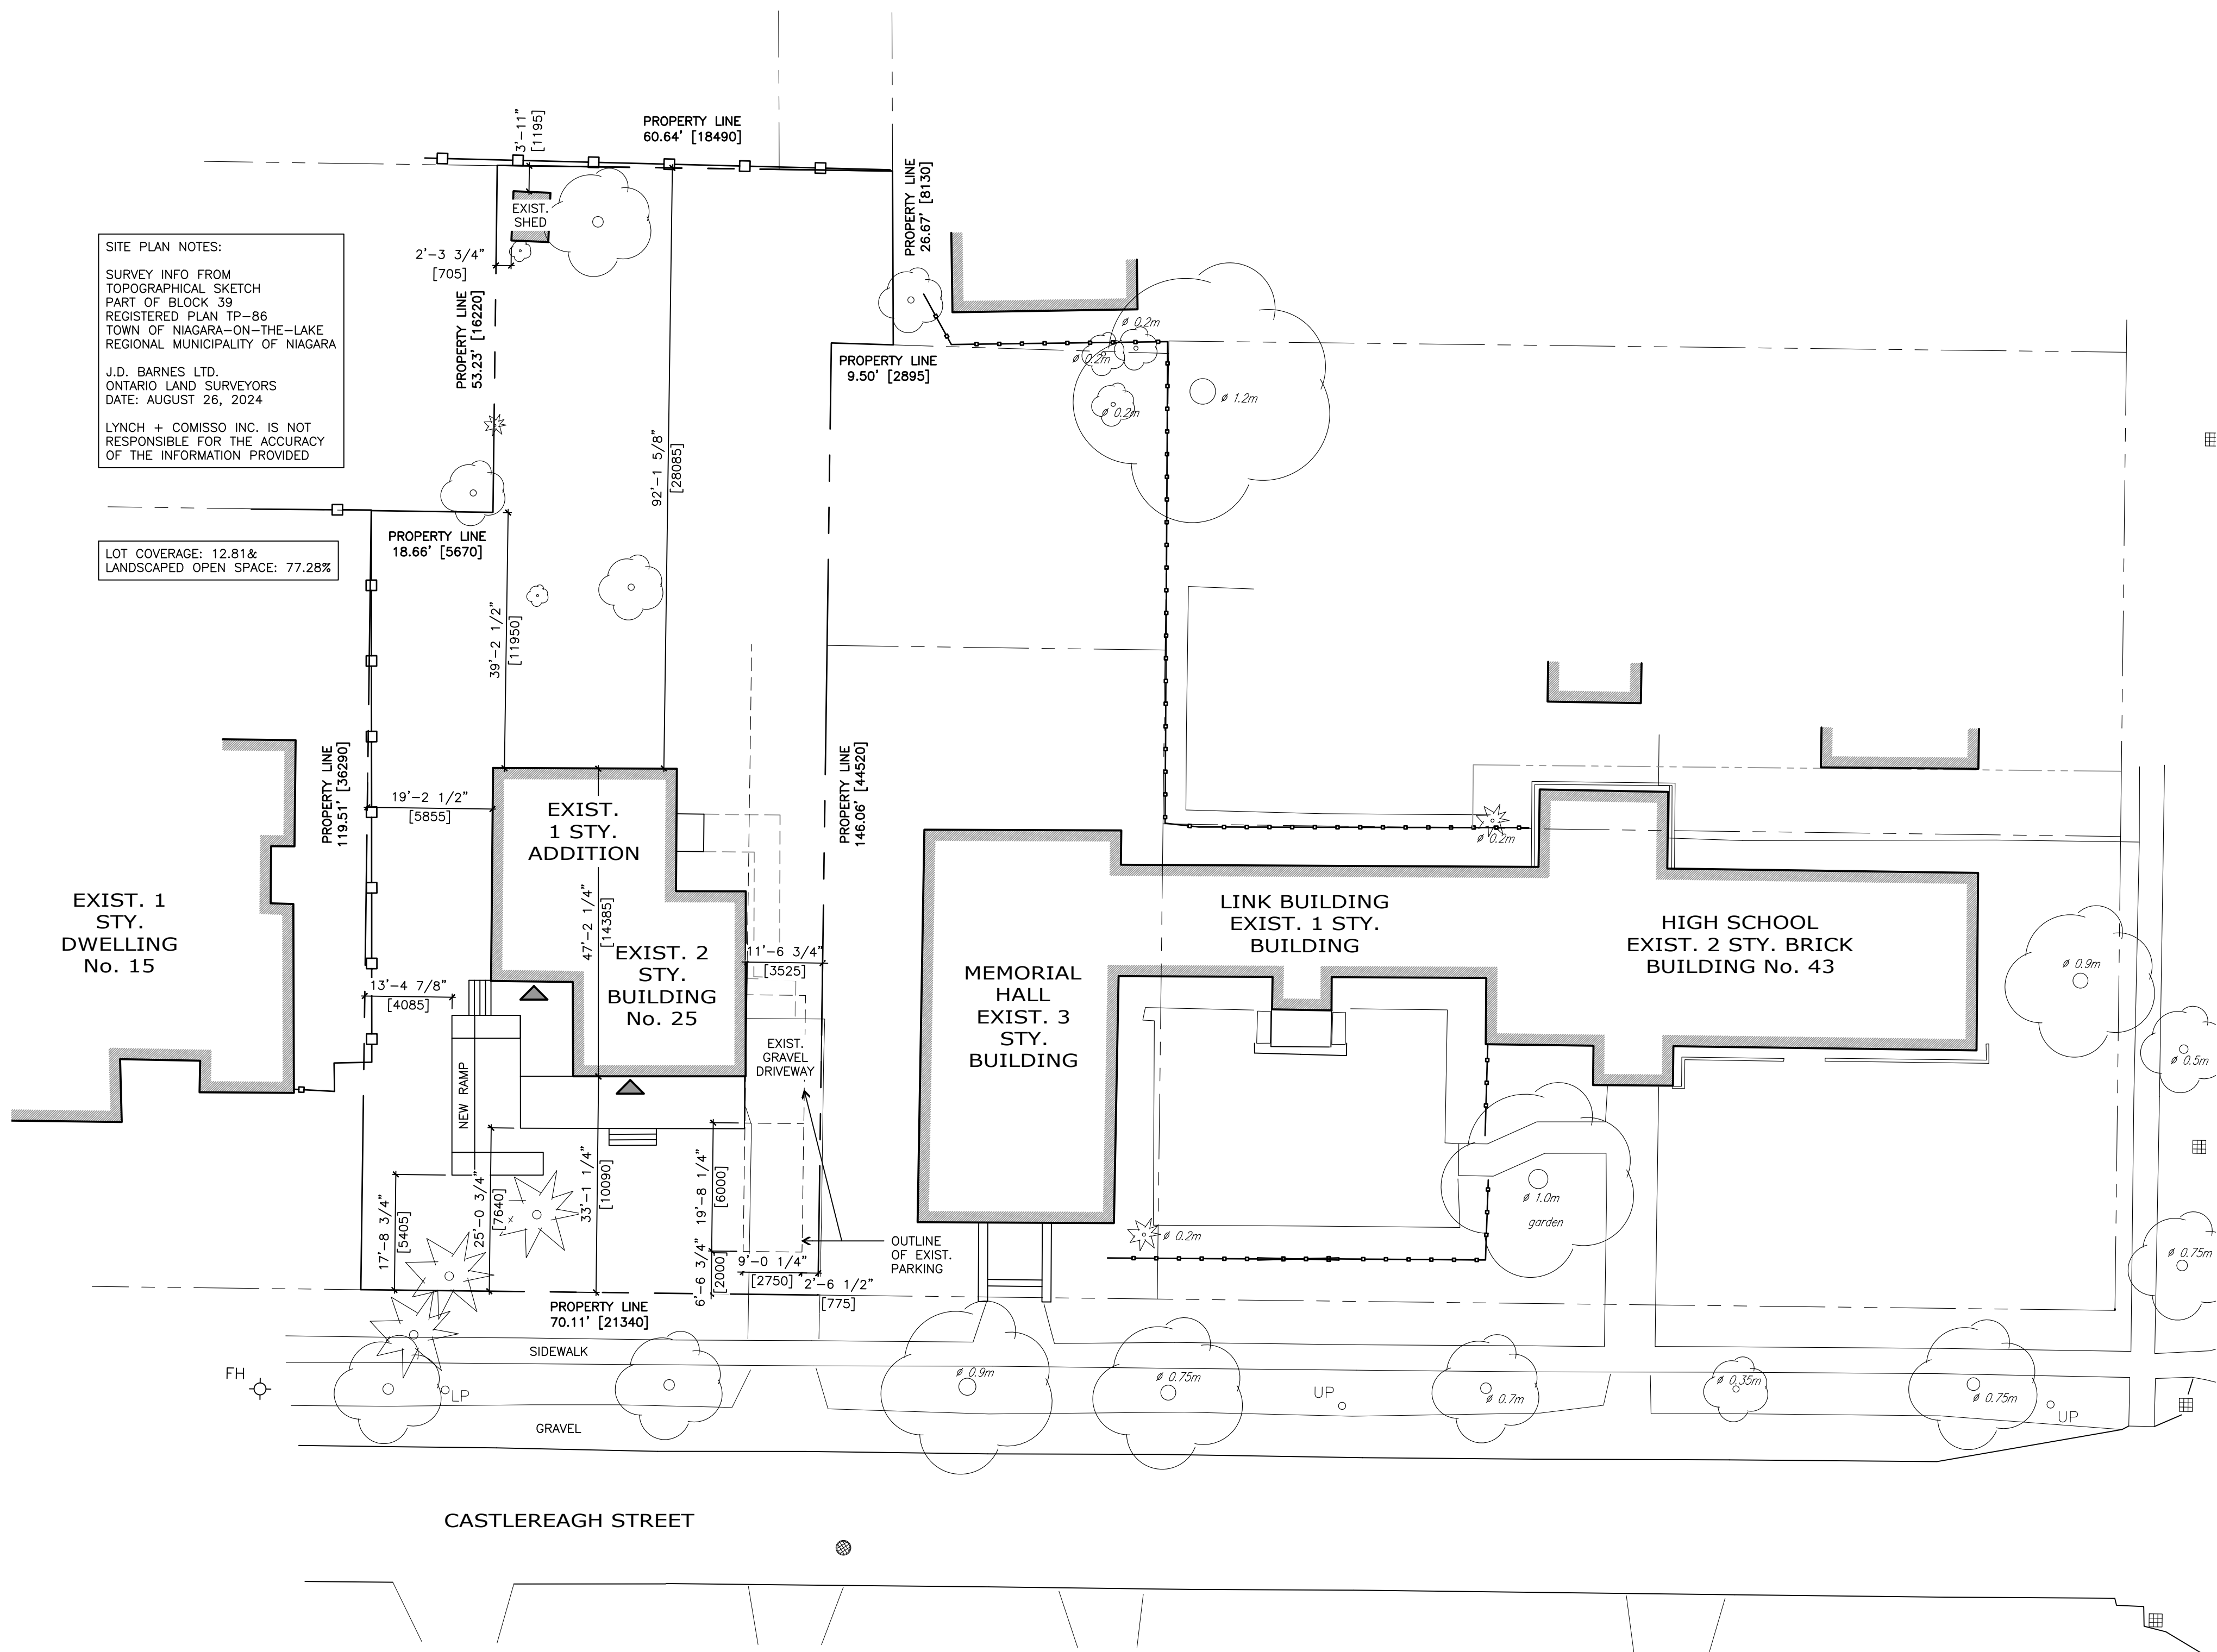 3'-11"
[1195]
PROPERTY LINE
60.64' [18490]
PROPERTY LINE
26.67' [8130]
EXIST.
SHED
SITE PLAN NOTES:
SURVEY INFO FROM
TOPOGRAPHICAL SKETCH
PART OF BLOCK 39
REGISTERED PLAN TP-86
TOWN OF NIAGARA-ON-THE-LAKE
REGIONAL MUNICIPALITY OF NIAGARA
J.D. BARNES LTD.
ONTARIO LAND SURVEYORS
DATE: AUGUST 26, 2024
LYNCH + COMISSO INC. IS NOT
RESPONSIBLE FOR THE ACCURACY
OF THE INFORMATION PROVIDED
2'-3 3/4"
[705]
PROPERTY LINE
53.23' [16220]
PROPERTY LINE
9.50' [2895]
ø 0.2m
ø 0.2m
ø 0.2m
ø 1.2m
92'-1 5/8"
[28085]
PROPERTY LINE
18.66' [5670]
LOT COVERAGE: 12.81&
LANDSCAPED OPEN SPACE: 77.28%
39'-2 1/2"
[11950]
PROPERTY LINE
119.51' [36290]
PROPERTY LINE
146.06' [44520]
19'-2 1/2"
[5855]
EXIST.
1 STY.
ADDITION
ø 0.2m
47'-2 1/4"
[14385]
EXIST. 1
STY.
DWELLING
No. 15
EXIST. 2
STY.
BUILDING
No. 25
11'-6 3/4"
[3525]
LINK BUILDING
EXIST. 1 STY.
BUILDING
HIGH SCHOOL
EXIST. 2 STY. BRICK
BUILDING No. 43
MEMORIAL
HALL
EXIST. 3
STY.
BUILDING
ø 0.9m
13'-4 7/8"
[4085]
EXIST.
GRAVEL
DRIVEWAY
ø 0.5m
NEW RAMP
17'-8 3/4"
[5405]
25'-0 3/4"
[7640]
33'-1 1/4"
[10090]
19'-8 1/4"
[6000]
6'-6 3/4"
[2000]
9'-0 1/4"
[2750]
2'-6 1/2"
[775]
OUTLINE
OF EXIST.
PARKING
ø 0.2m
ø 1.0m
garden
ø 0.75m
PROPERTY LINE
70.11' [21340]
SIDEWALK
FH
LP
ø 0.9m
ø 0.75m
UP
ø 0.7m
ø 0.35m
ø 0.75m
UP
GRAVEL
CASTLEREAGH STREET